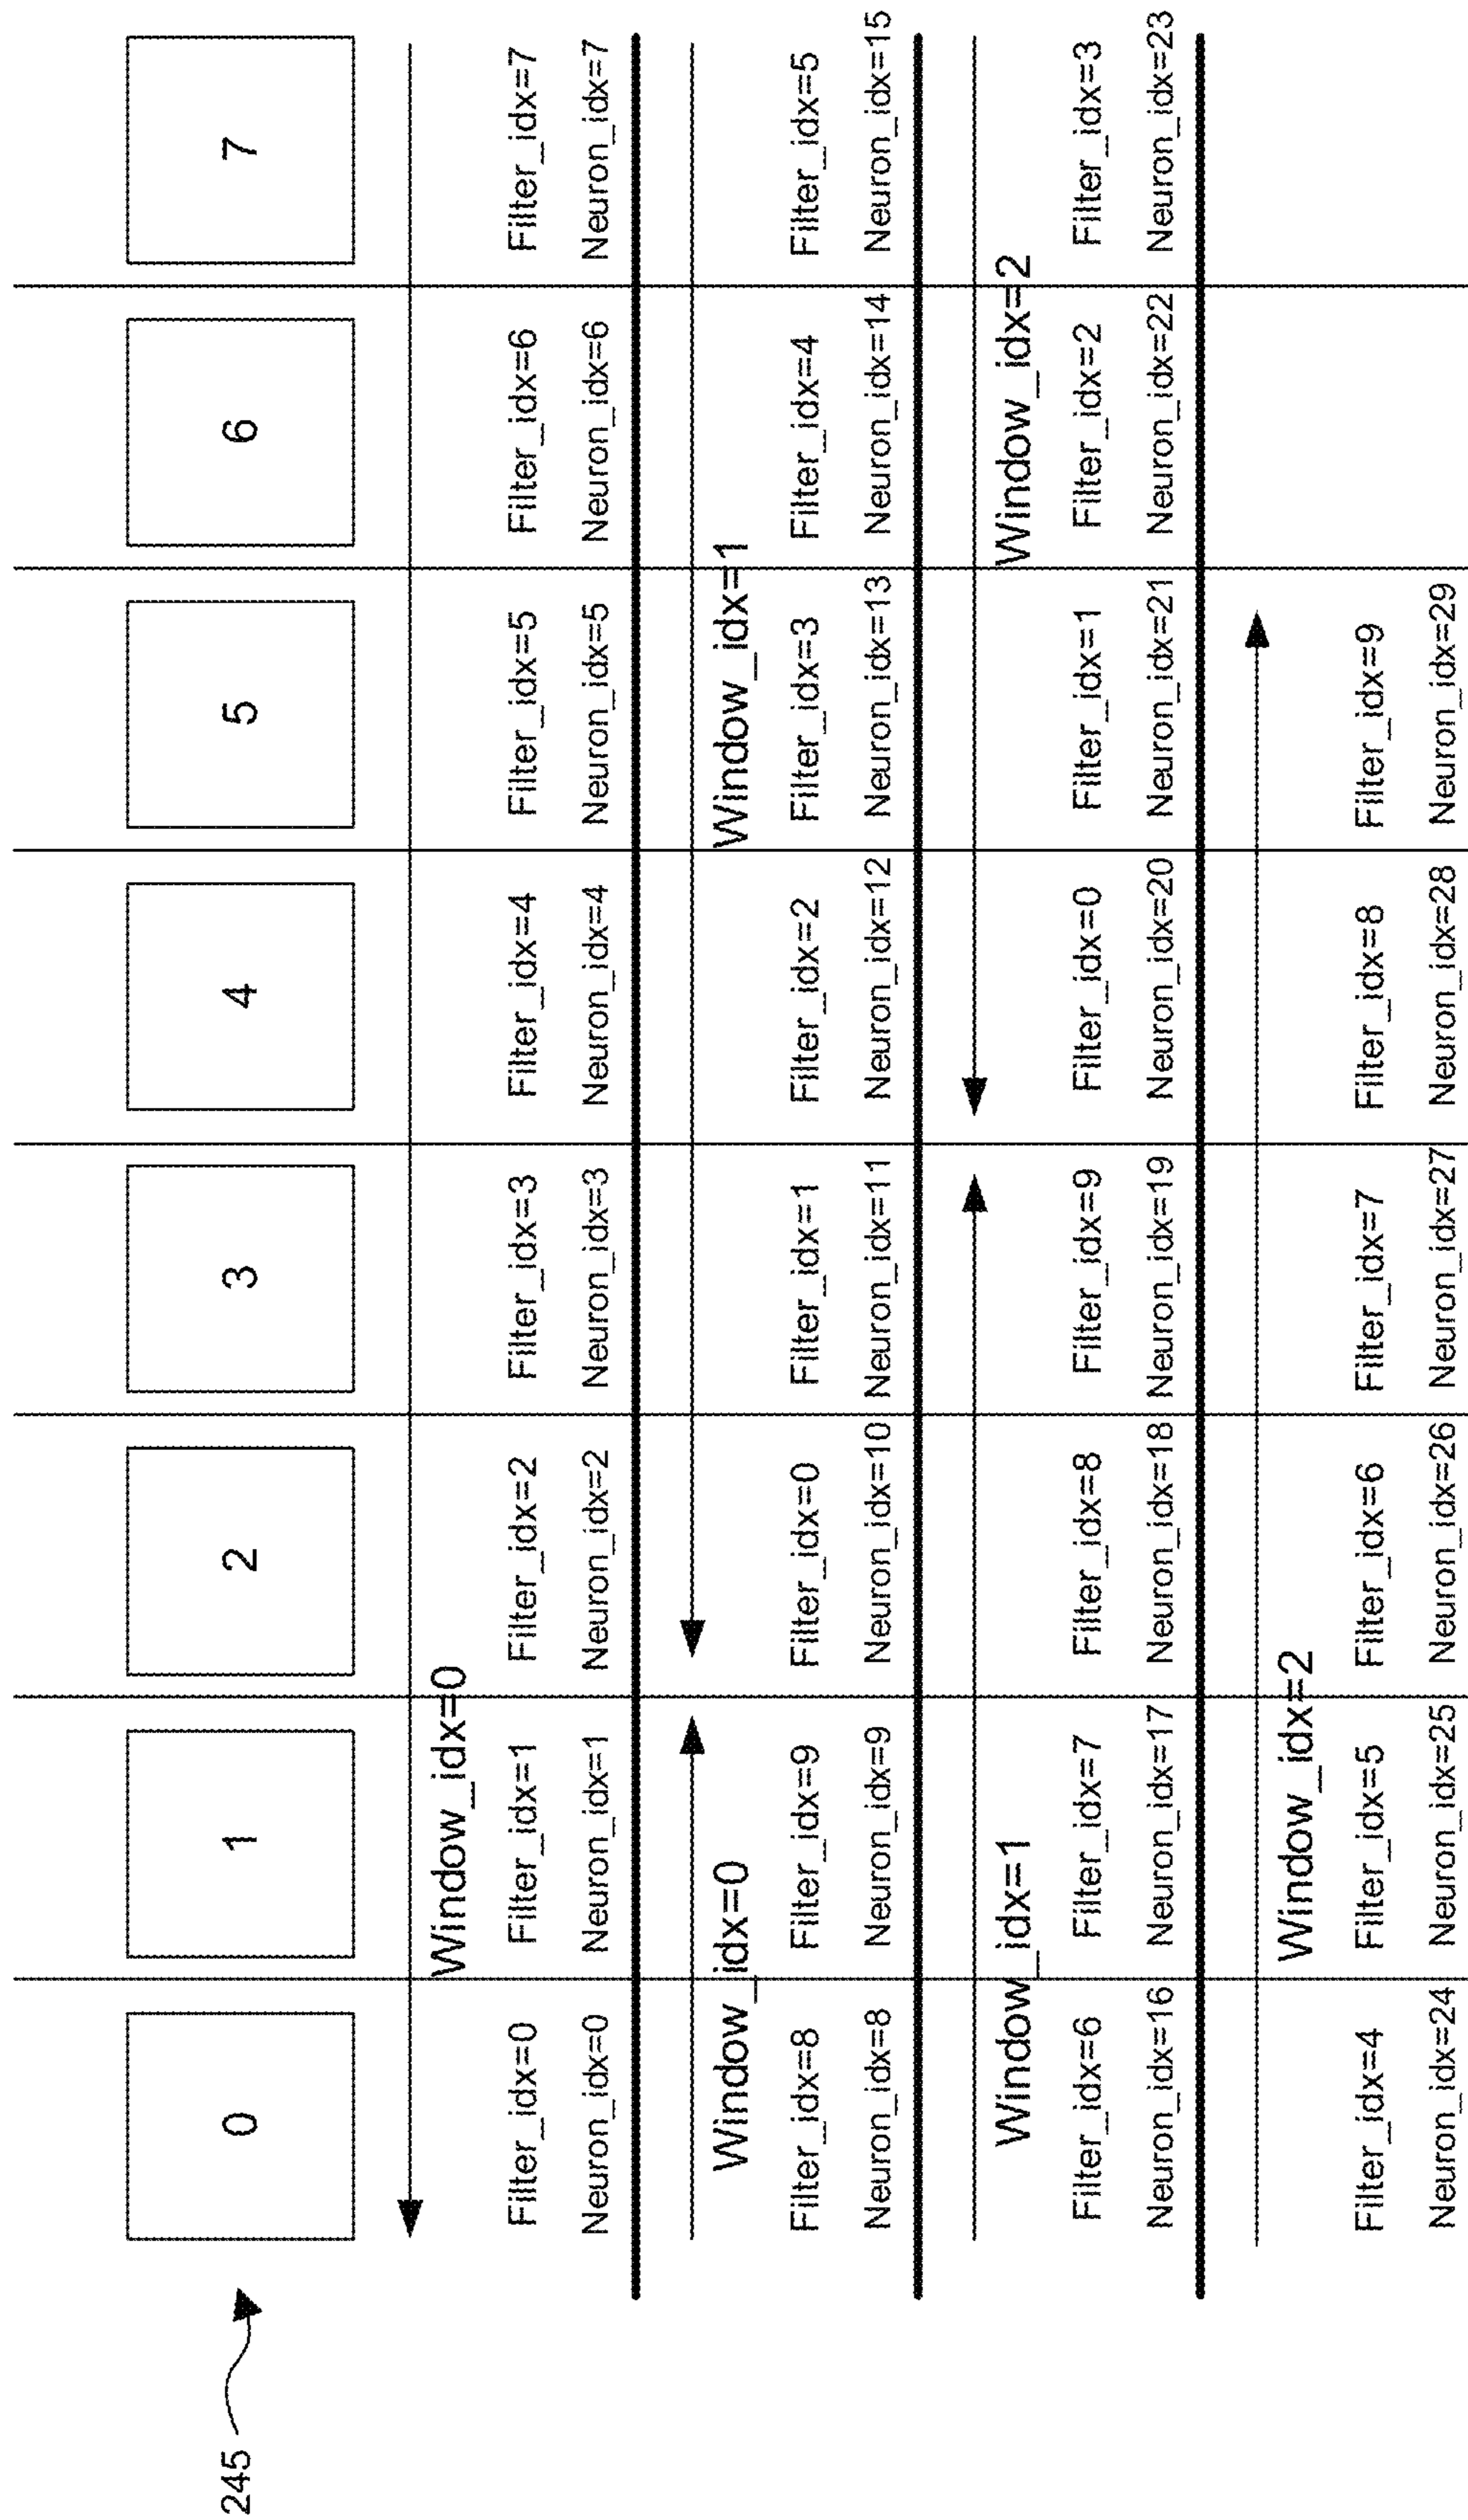 245
0 1 2 3 4 5 6 7
Window_idx=0
Filter_idx=0 Filter_idx=1 Filter_idx=2 Filter_idx=3 Filter_idx=4 Filter_idx=5 Filter_idx=6 Filter_idx=7
Neuron_idx=0 Neuron_idx=1 Neuron_idx=2 Neuron_idx=3 Neuron_idx=4 Neuron_idx=5 Neuron_idx=6 Neuron_idx=7
Window_idx=0 Window_idx=1
Filter_idx=8 Filter_idx=9 Filter_idx=0 Filter_idx=1 Filter_idx=2 Filter_idx=3 Filter_idx=4 Filter_idx=5
Neuron_idx=8 Neuron_idx=9 Neuron_idx=10 Neuron_idx=11 Neuron_idx=12 Neuron_idx=13 Neuron_idx=14 Neuron_idx=15
Window_idx=1 Window_idx=2
Filter_idx=6 Filter_idx=7 Filter_idx=8 Filter_idx=9 Filter_idx=0 Filter_idx=1 Filter_idx=2 Filter_idx=3
Neuron_idx=16 Neuron_idx=17 Neuron_idx=18 Neuron_idx=19 Neuron_idx=20 Neuron_idx=21 Neuron_idx=22 Neuron_idx=23
Window_idx=2
Filter_idx=4 Filter_idx=5 Filter_idx=6 Filter_idx=7 Filter_idx=8 Filter_idx=9
Neuron_idx=24 Neuron_idx=25 Neuron_idx=26 Neuron_idx=27 Neuron_idx=28 Neuron_idx=29